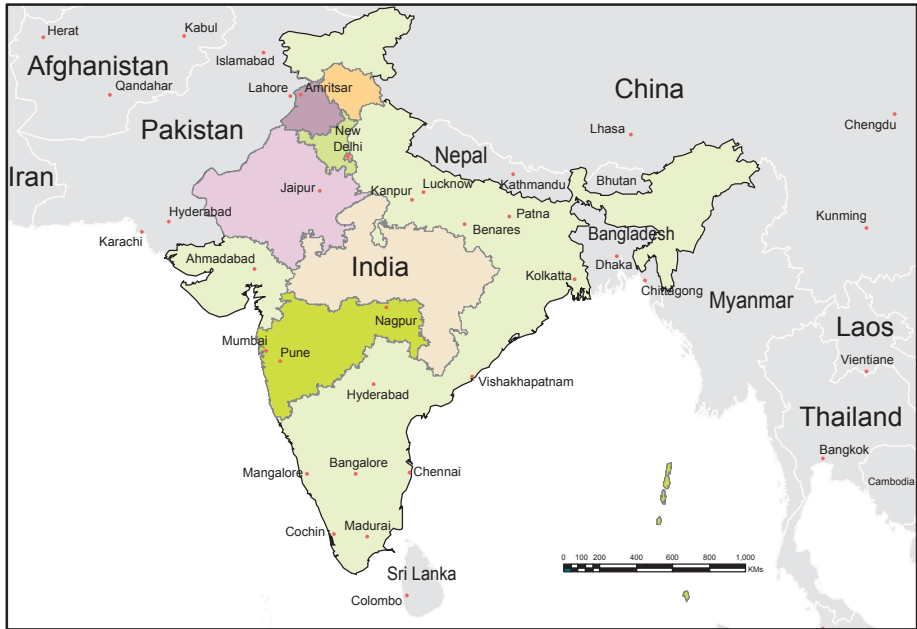 Herat
Kabul
Islamabad
Afghanistan
Qandahar
Lahore
Amritsar
China
Chengdu
Pakistan
New
Delhi
Lhasa
Nepal
Iran
Jaipur
Kanpur
Lucknow
Kathmandu
Bhutan
Hyderabad
Patna
Benares
Kunming
Karachi
Bangladesh
Ahmadabad
India
Dhaka
Kolkatta
Chittagong
Myanmar
Nagpur
Laos
Mumbai
Pune
Vientiane
Hyderabad
Vishakhapatnam
Thailand
Bangkok
Mangalore
Bangalore
Chennai
Cambodia
Cochin
Madurai
0 100 200 400 600 800 1,000
KMs
Sri Lanka
Colombo